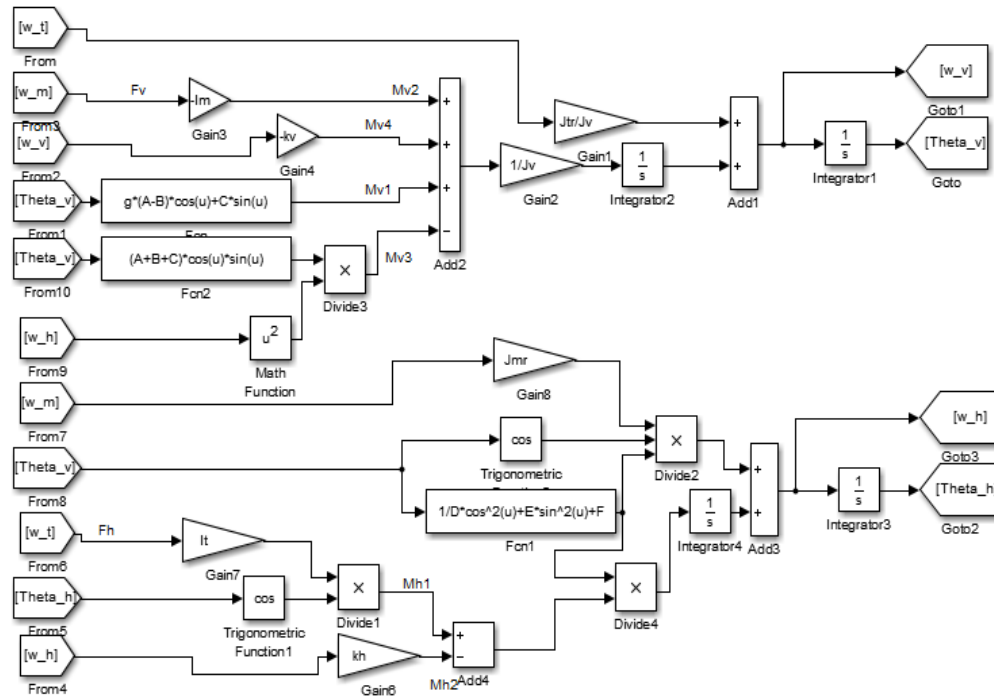 [w_t]
From
[w_m]
From3
Fv
-lm
Gain3
Mv2
[w_v]
From2
-kv
Gain4
Mv4
[Theta_v]
From1
g*(A-B)*cos(u)+C*sin(u)
Fcn
Mv1
[Theta_v]
From10
(A+B+C)*cos(u)*sin(u)
Fcn2
×
Divide3
Mv3
+
+
+
−
Add2
[w_h]
From9
u²
Math
Function
1/Jv
Gain2
Jtr/Jv
Gain1
1
s
Integrator2
+
+
Add1
1
s
Integrator1
[w_v]
Goto1
[Theta_v]
Goto
[w_m]
From7
Jmr
Gain8
[Theta_v]
From8
cos
Trigonometric
1/D*cos^2(u)+E*sin^2(u)+F
Fcn1
×
Divide2
[w_t]
From6
Fh
lt
Gain7
[Theta_h]
From5
cos
Trigonometric
Function1
×
Divide1
Mh1
[w_h]
From4
kh
Gain6
Mh2
+
−
Add4
×
Divide4
1
s
Integrator4
+
+
Add3
1
s
Integrator3
[w_h]
Goto3
[Theta_h]
Goto2